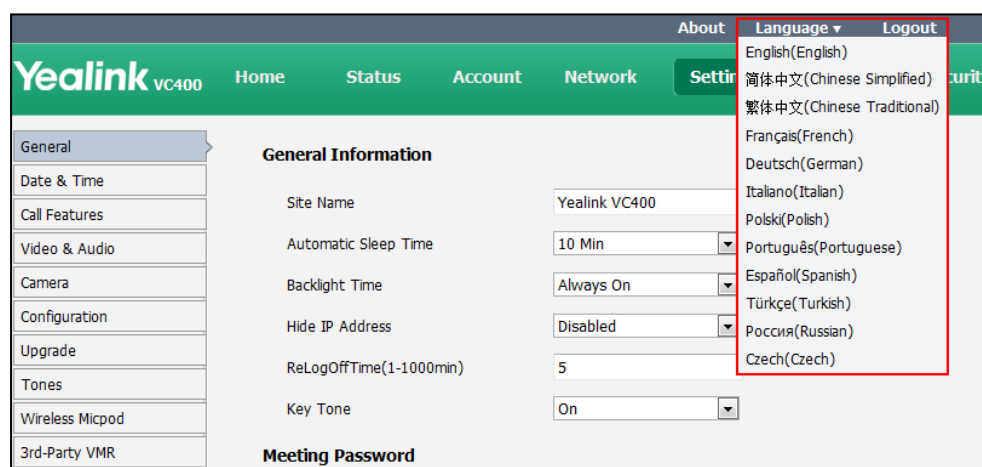 About Language ▾ Logout
Yealink VC400
Home Status Account Network Settin curit
English(English)
简体中文(Chinese Simplified)
繁体中文(Chinese Traditional)
Français(French)
Deutsch(German)
Italiano(Italian)
Polski(Polish)
Português(Portuguese)
Español(Spanish)
Türkçe(Turkish)
Россия(Russian)
Czech(Czech)
General
Date & Time
Call Features
Video & Audio
Camera
Configuration
Upgrade
Tones
Wireless Micpod
3rd-Party VMR
General Information
Site Name Yealink VC400
Automatic Sleep Time 10 Min
Backlight Time Always On
Hide IP Address Disabled
ReLogOffTime(1-1000min) 5
Key Tone On
Meeting Password